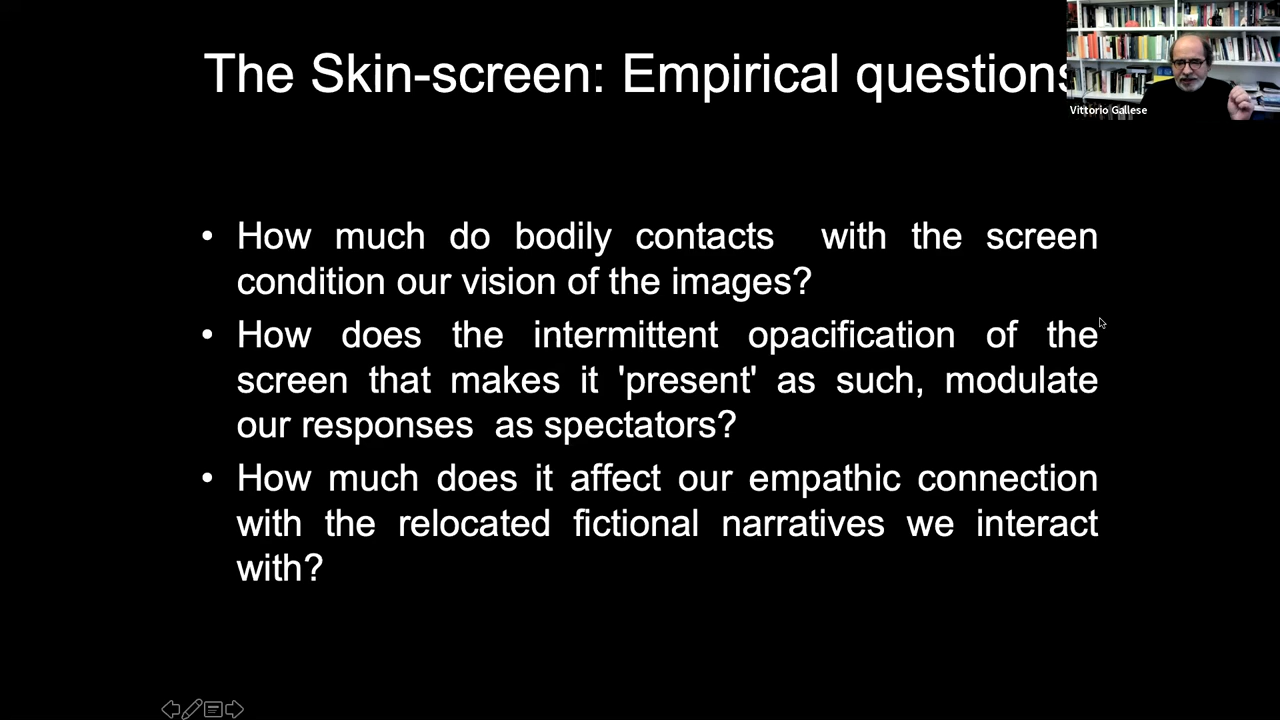 The Skin-screen: Empirical questions
Vittorio Gallese
• How much do bodily contacts  with the screen
condition our vision of the images?
• How does the intermittent opacification of the
screen that makes it 'present' as such, modulate
our responses  as spectators?
• How much does it affect our empathic connection
with the relocated fictional narratives we interact
with?